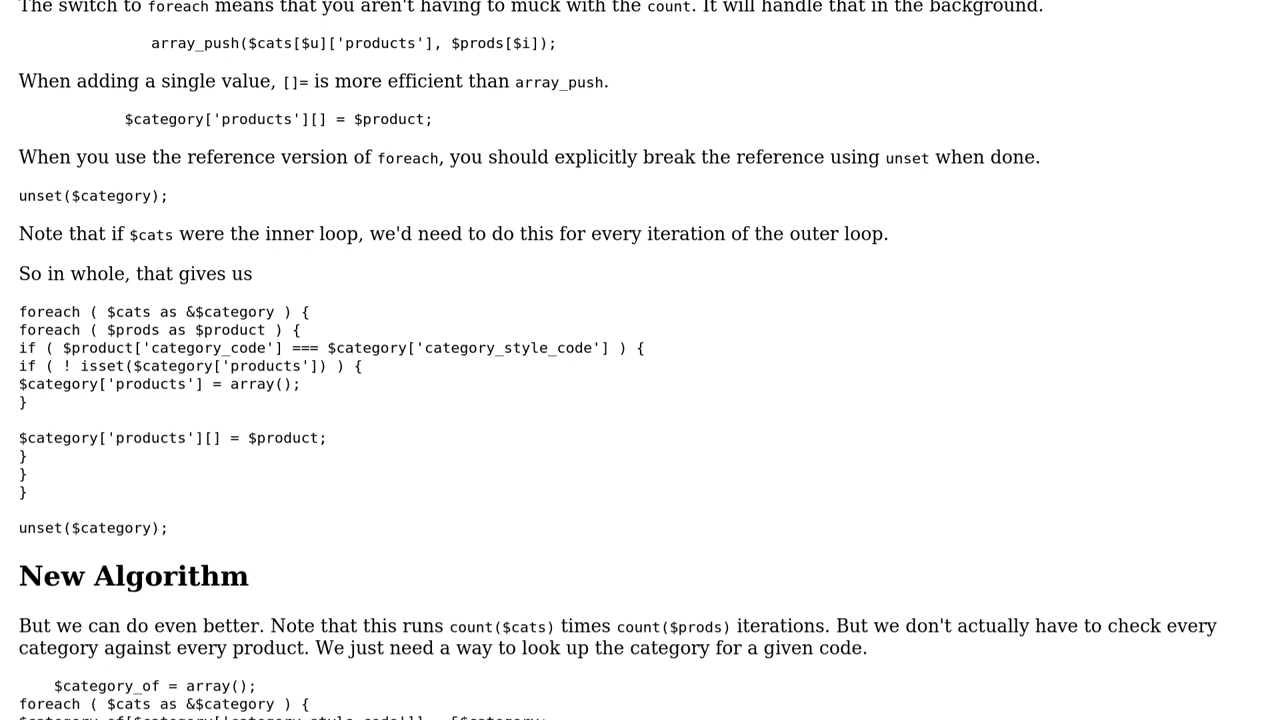 The switch to foreach means that you aren't having to muck with the count. It will handle that in the background.
array_push($cats[$u]['products'], $prods[$i]);
When adding a single value, []= is more efficient than array_push.
$category['products'][] = $product;
When you use the reference version of foreach, you should explicitly break the reference using unset when done.
unset($category);
Note that if $cats were the inner loop, we'd need to do this for every iteration of the outer loop.
So in whole, that gives us
foreach ( $cats as &$category ) {
foreach ( $prods as $product ) {
if ( $product['category_code'] === $category['category_style_code'] ) {
if ( ! isset($category['products']) ) {
$category['products'] = array();
}
$category['products'][] = $product;
}
}
}
unset($category);
New Algorithm
But we can do even better. Note that this runs count($cats) times count($prods) iterations. But we don't actually have to check every
category against every product. We just need a way to look up the category for a given code.
$category_of = array();
foreach ( $cats as &$category ) {